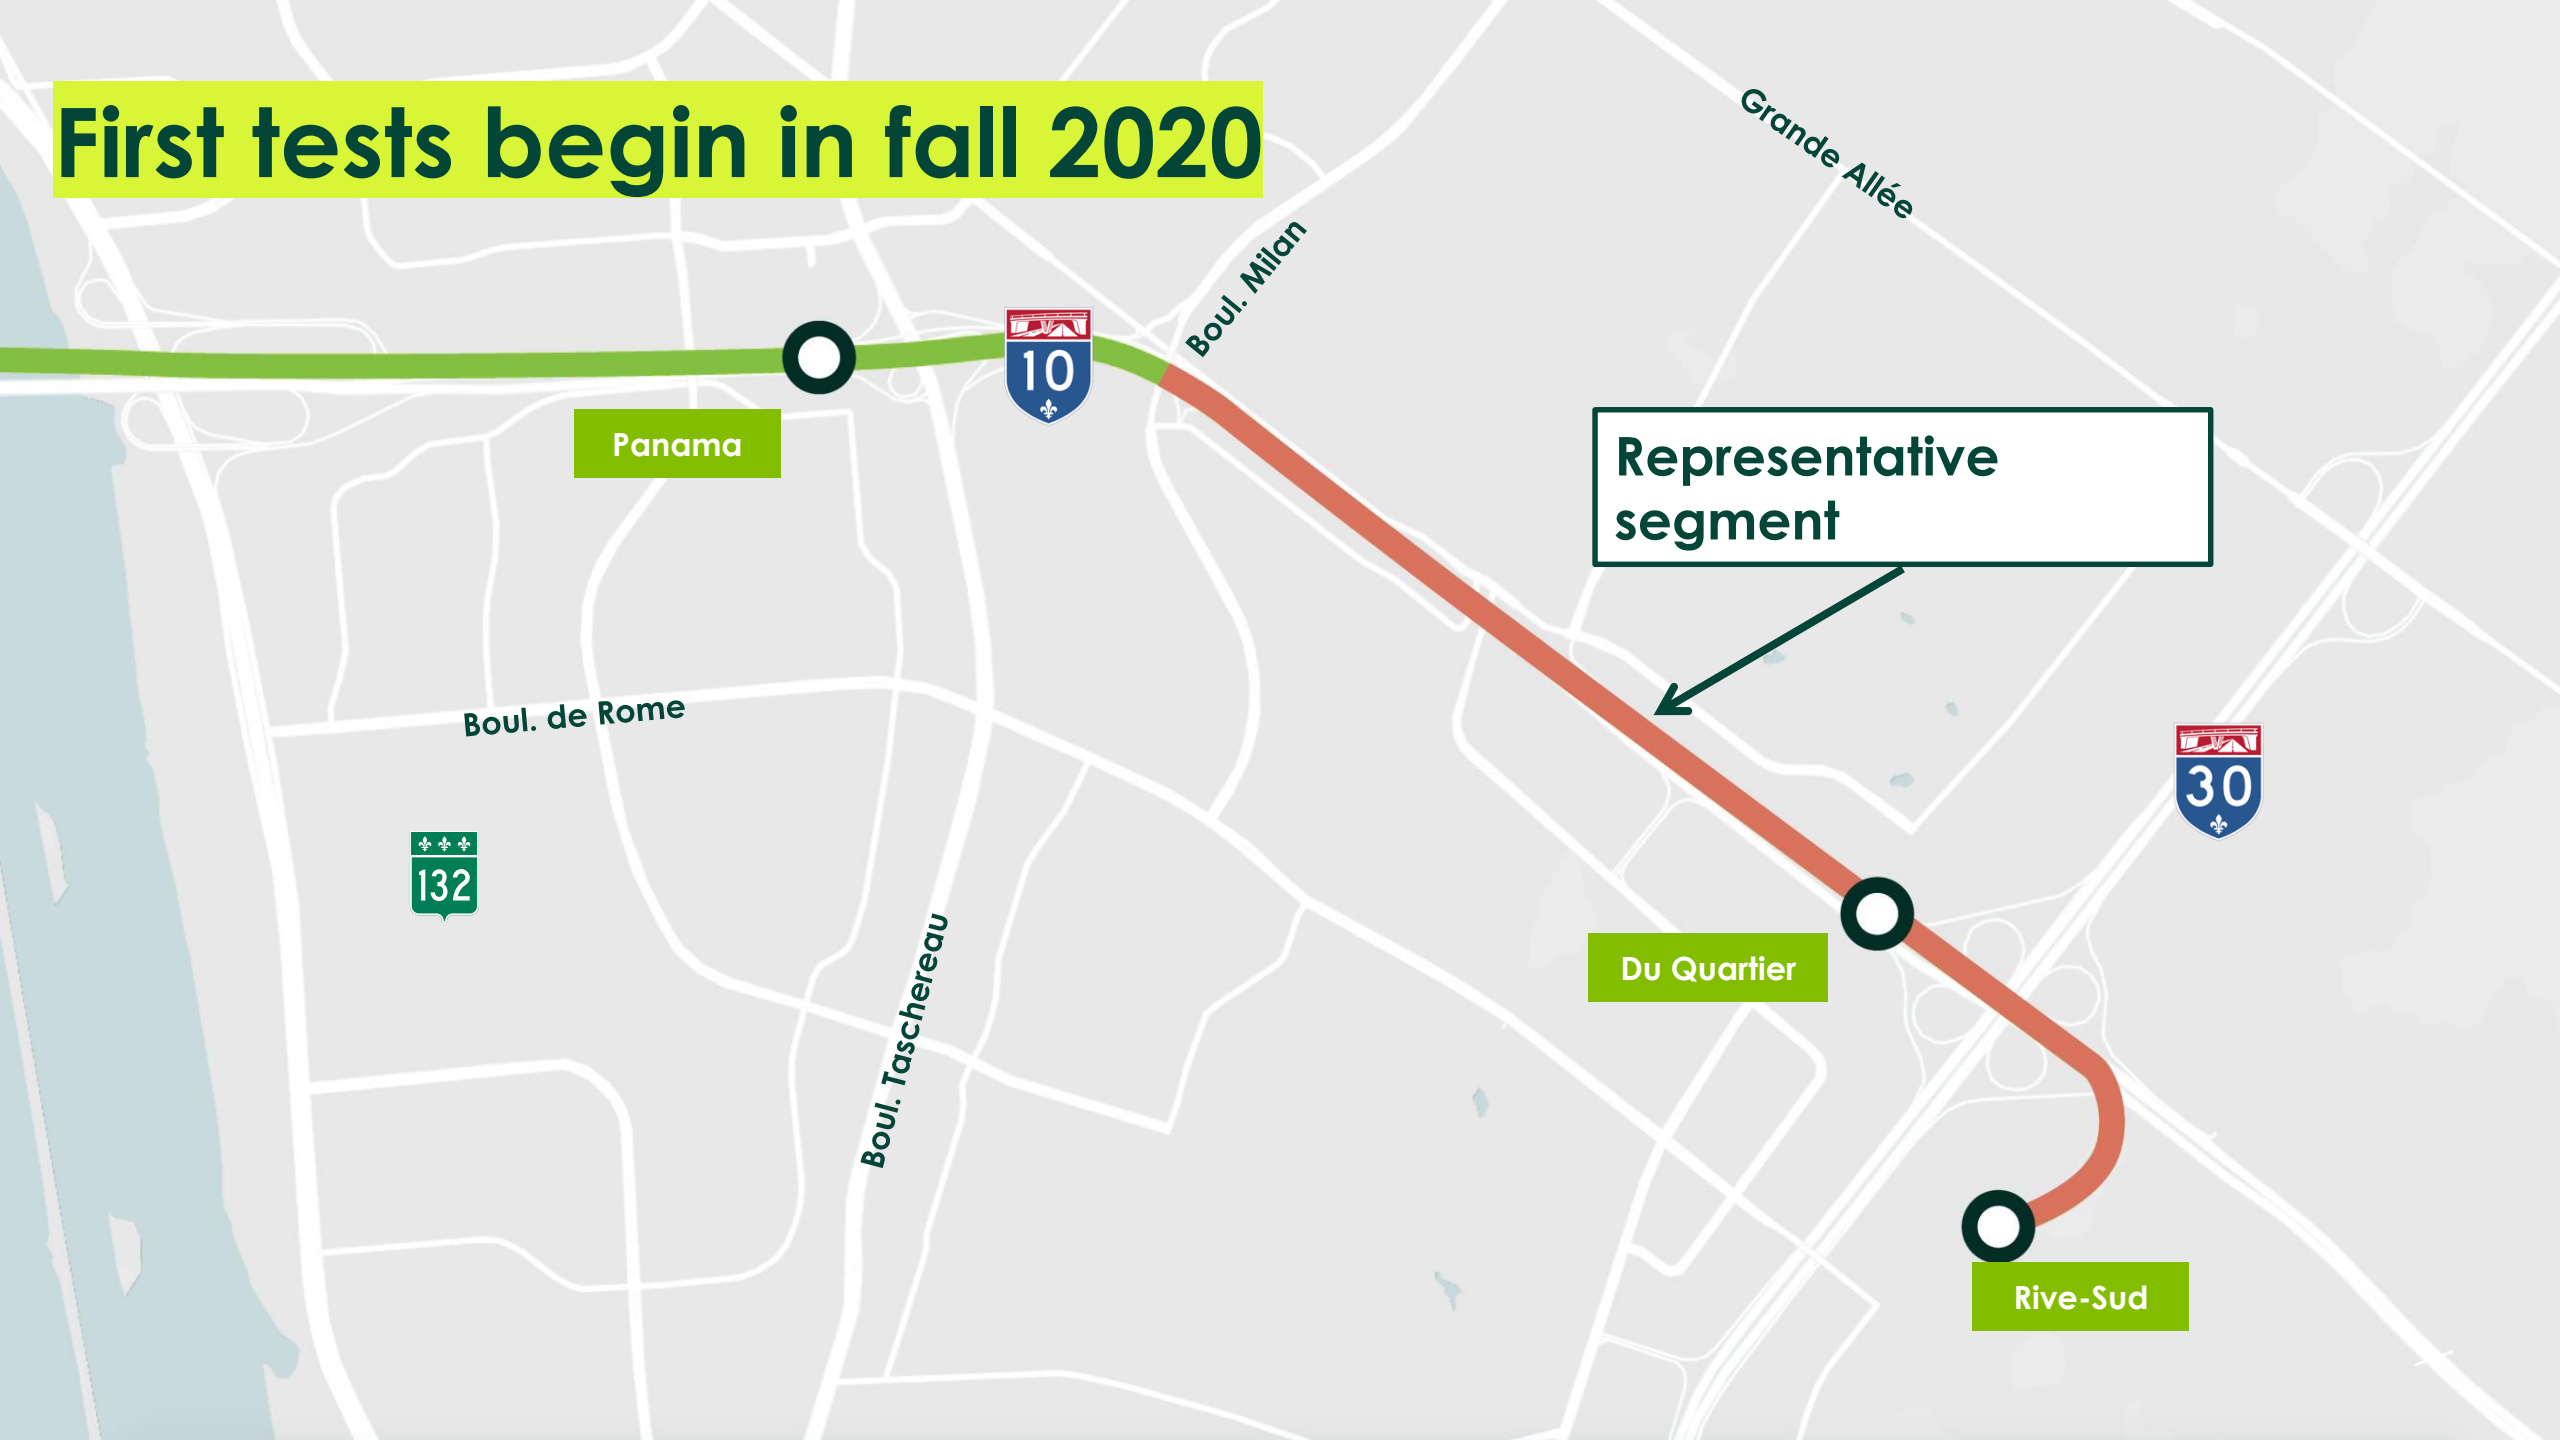 First tests begin in fall 2020
Grande Allée
Boul. Milan
10
Panama
Representative
segment
Boul. de Rome
30
132
Boul. Taschereau
Du Quartier
Rive-Sud